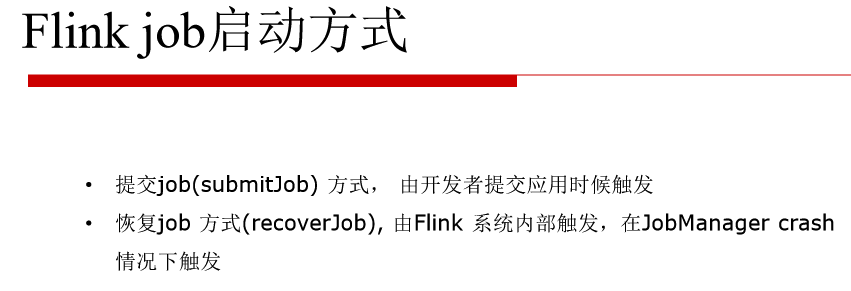 Flink job启动方式
• 提交job(submitJob) 方式， 由开发者提交应用时候触发
• 恢复job 方式(recoverJob), 由Flink 系统内部触发，在JobManager crash
情况下触发